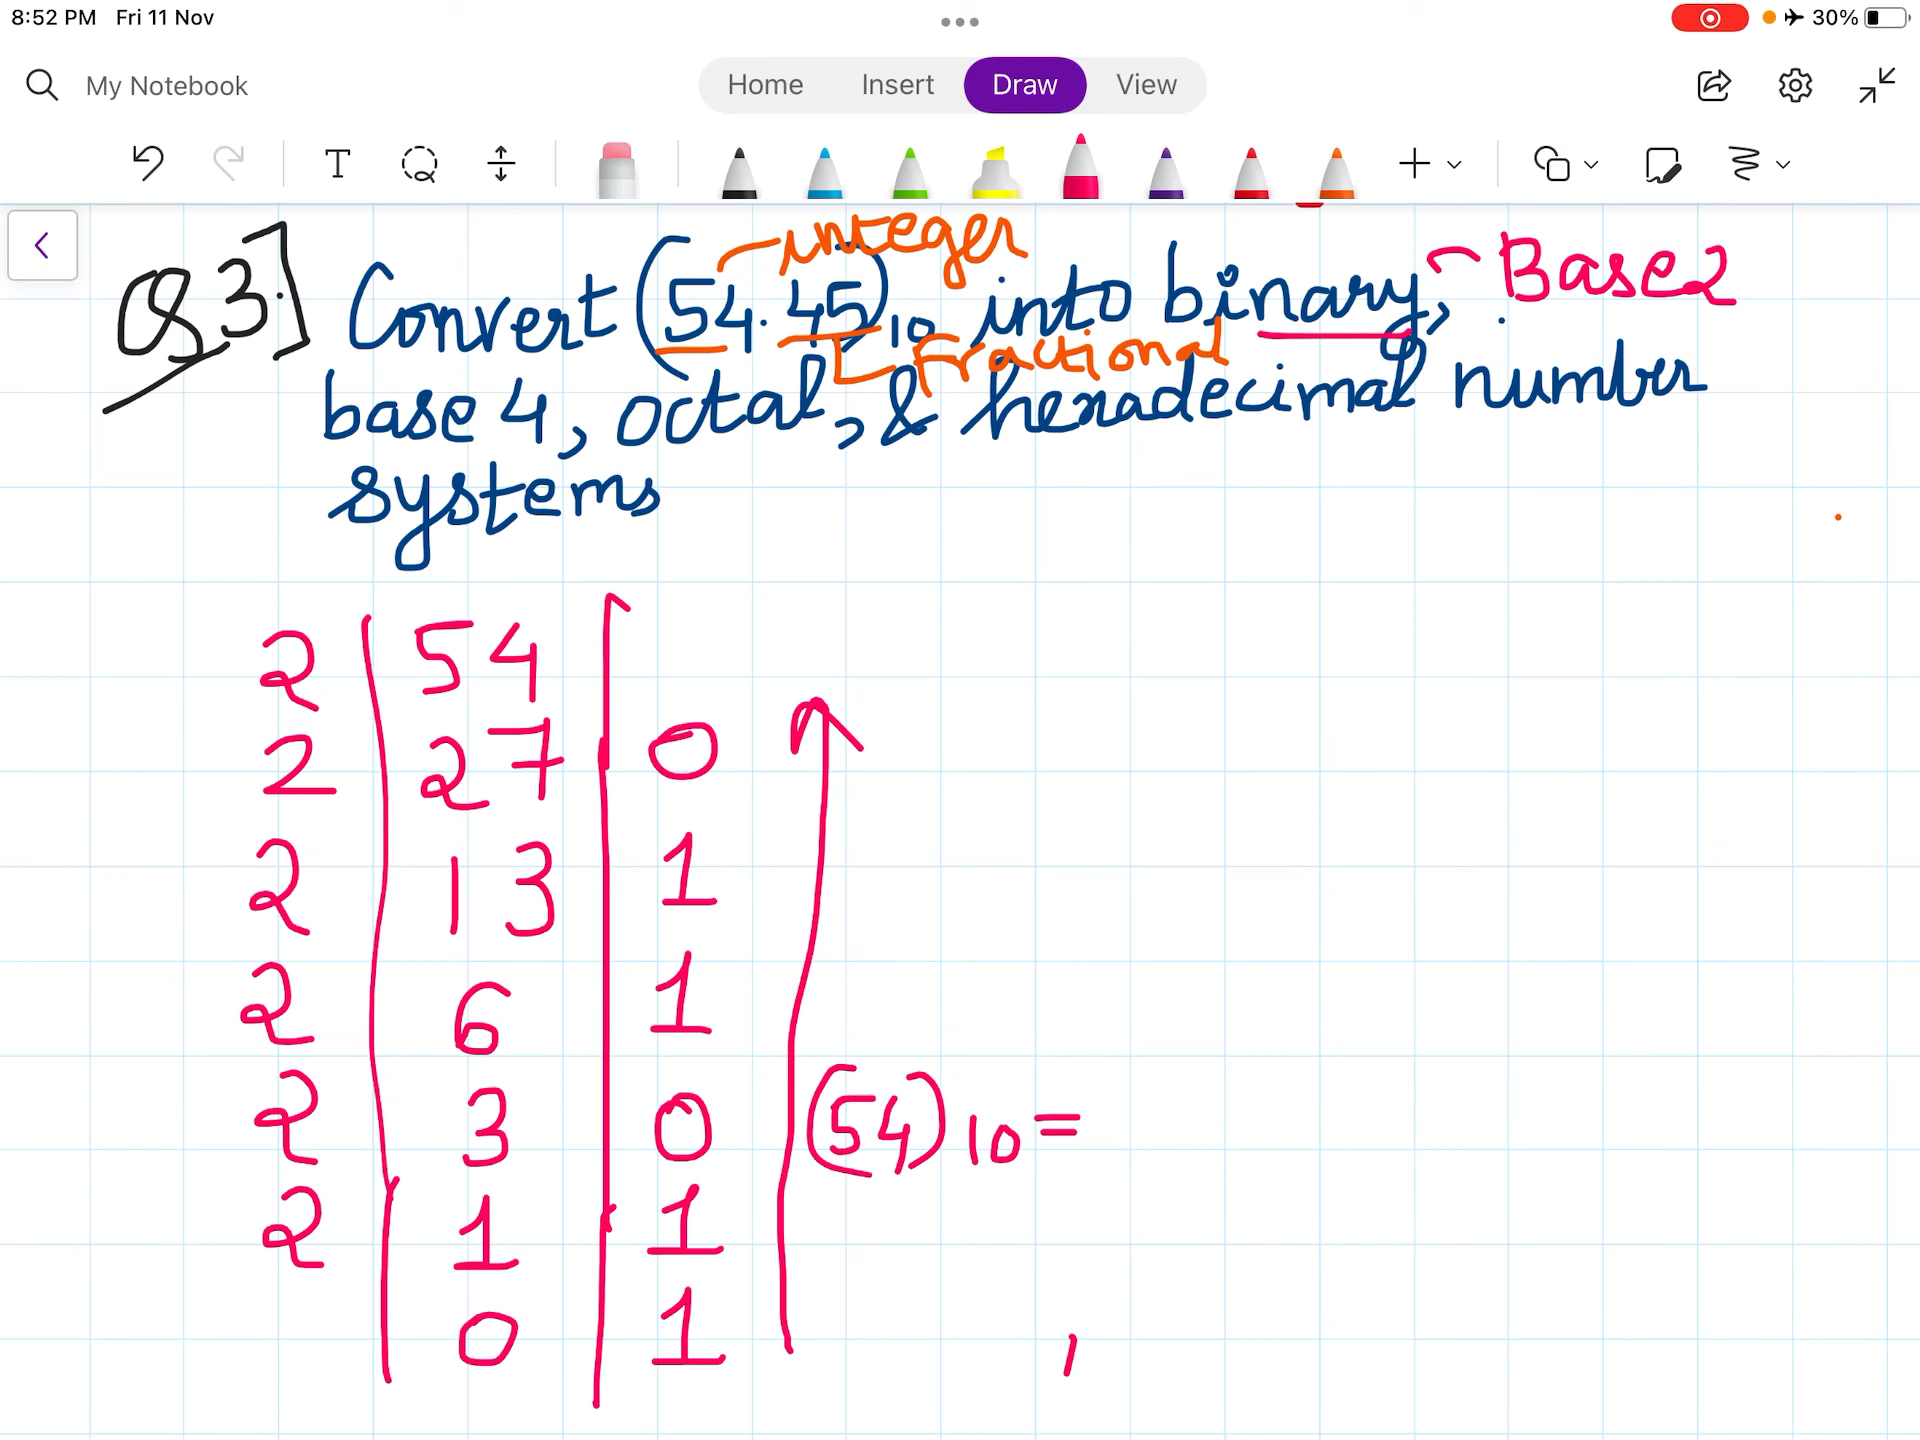 8:52 PM Fri 11 Nov
30%
My Notebook
Home Insert Draw View
T
integer
Q3] Convert (54.45)10 into binary, Base 2
Fractional
base 4, octal, & hexadecimal number
systems
2 54
2 27 0
2 13 1
2 6 1
2 3 0 (54)10 =
2 1 1
0 1